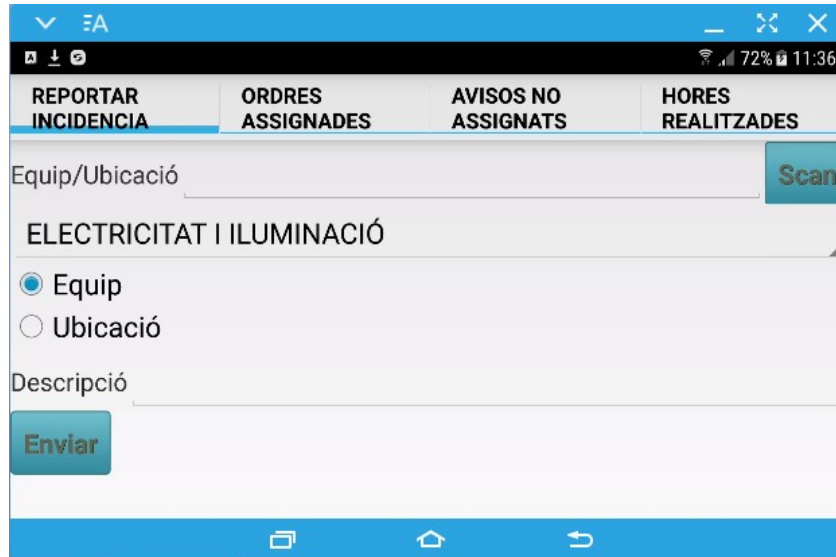 ΞA
72% 11:36
REPORTAR
INCIDENCIA
ORDRES
ASSIGNADES
AVISOS NO
ASSIGNATS
HORES
REALITZADES
Equip/Ubicació
Scan
ELECTRICITAT I ILUMINACIÓ
Equip
Ubicació
Descripció
Enviar